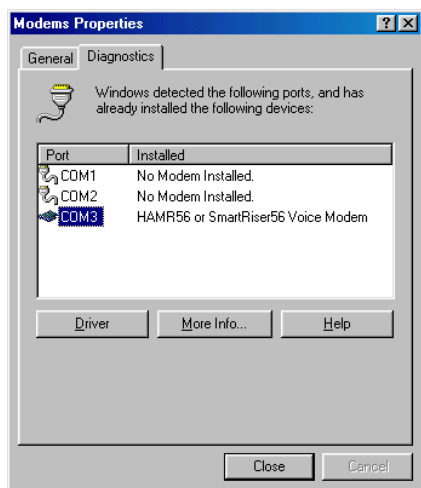 Modems Properties
General Diagnostics
Windows detected the following ports, and has
already installed the following devices:
Port Installed
COM1 No Modem Installed.
COM2 No Modem Installed.
COM3 HAMR56 or SmartRiser56 Voice Modem
Driver More Info... Help
Close Cancel